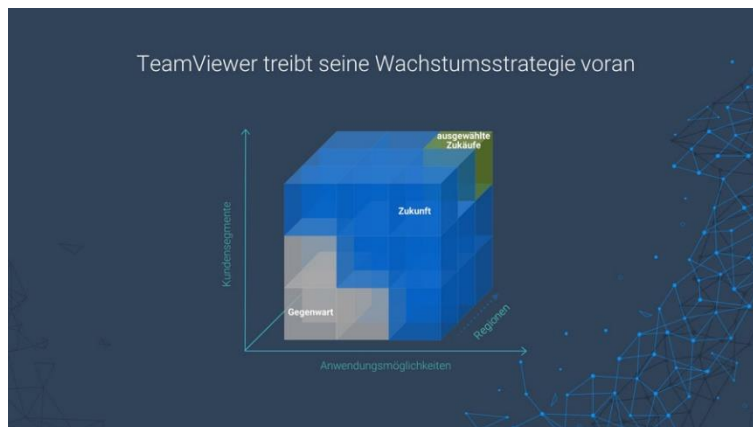 TeamViewer treibt seine Wachstumsstrategie voran
ausgewählte
Zukäufe
Zukunft
Kundensegmente
Gegenwart
Regionen
Anwendungsmöglichkeiten